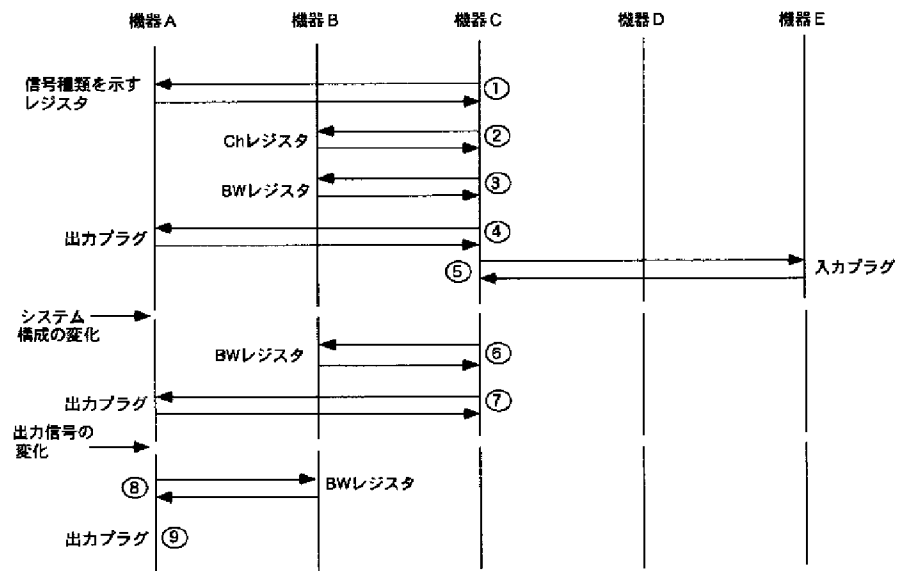 機器A 機器B 機器C 機器D 機器E
信号種類を示す
レジスタ
①
Chレジスタ
②
BWレジスタ
③
出力プラグ
④
⑤
入力プラグ
システム
構成の変化
BWレジスタ
⑥
出力プラグ
⑦
出力信号の
変化
⑧
BWレジスタ
出力プラグ
⑨